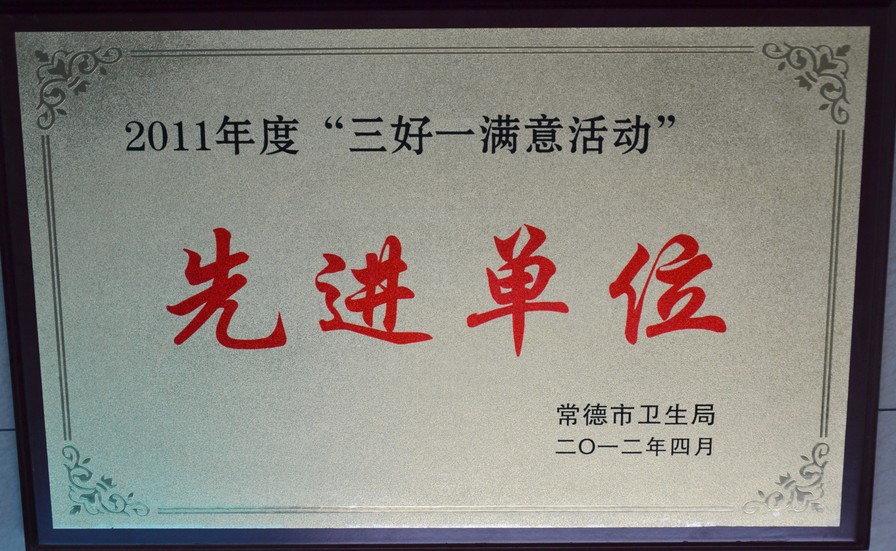 2011年度“三好一满意活动”
先进单位
常德市卫生局
二〇一二年四月